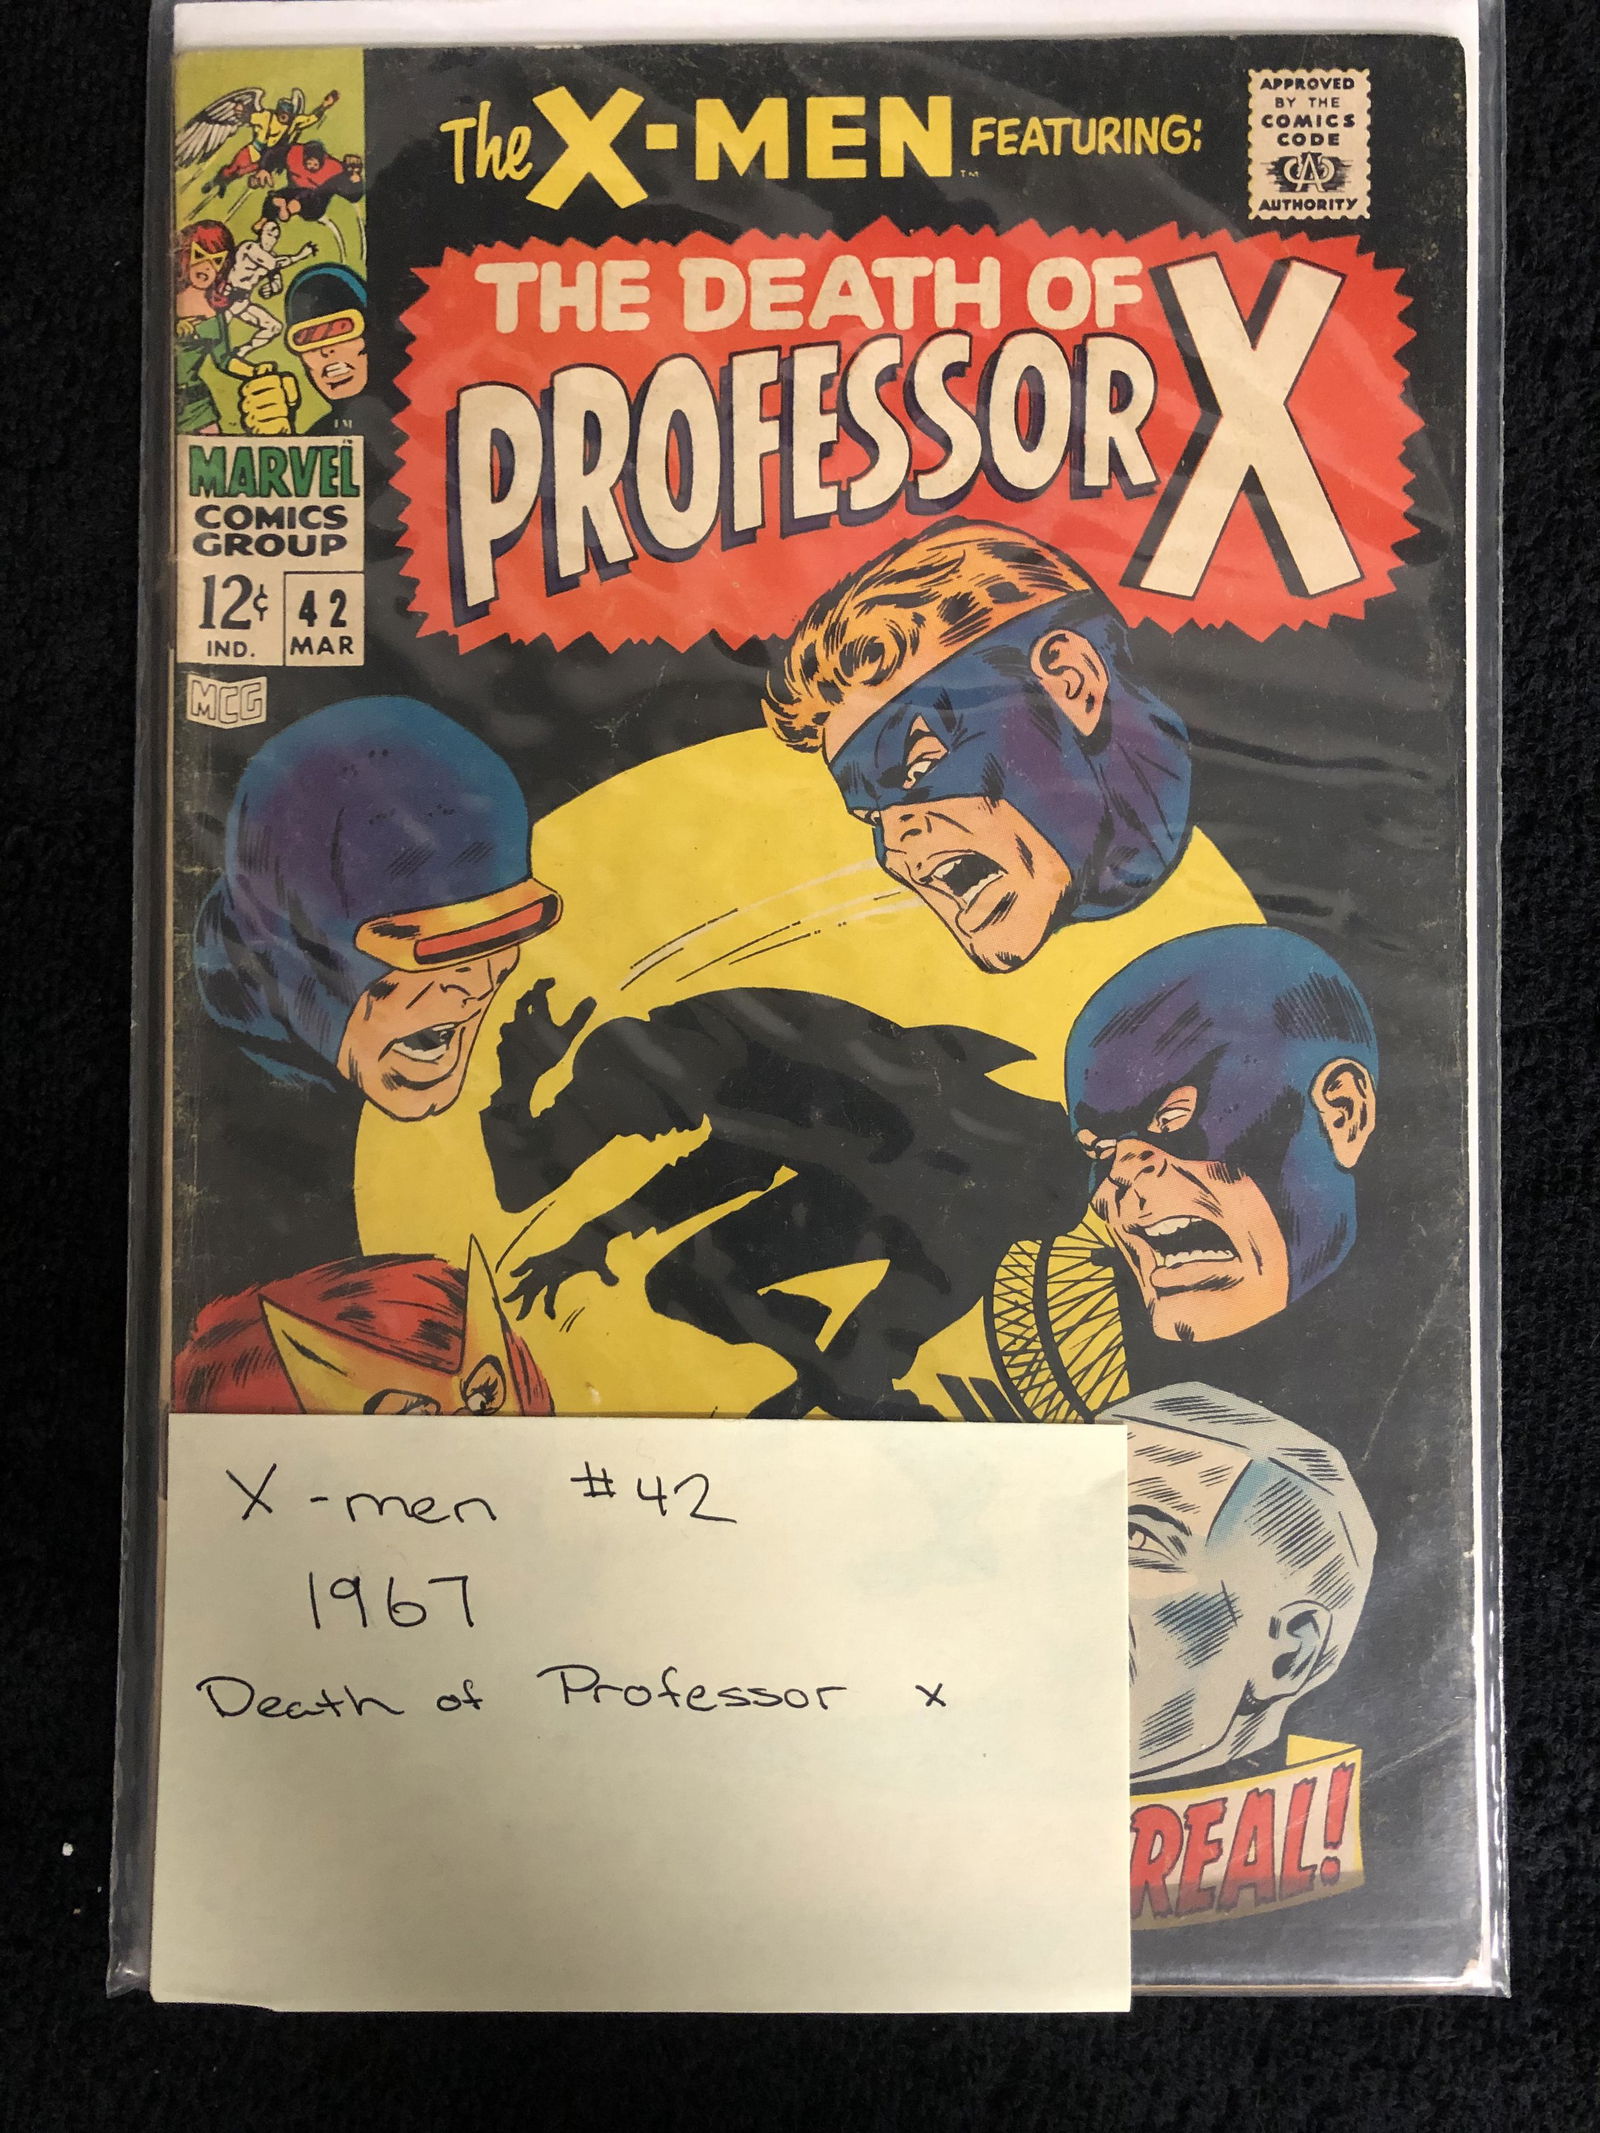 The X-MEN FEATURING:
THE DEATH OF
PROFESSOR X
APPROVED
BY THE
COMICS
CODE
CA
AUTHORITY
MARVEL
COMICS
GROUP
12¢ 42
IND. MAR
MCG
REAL!
X-men #42
1967
Death of Professor x